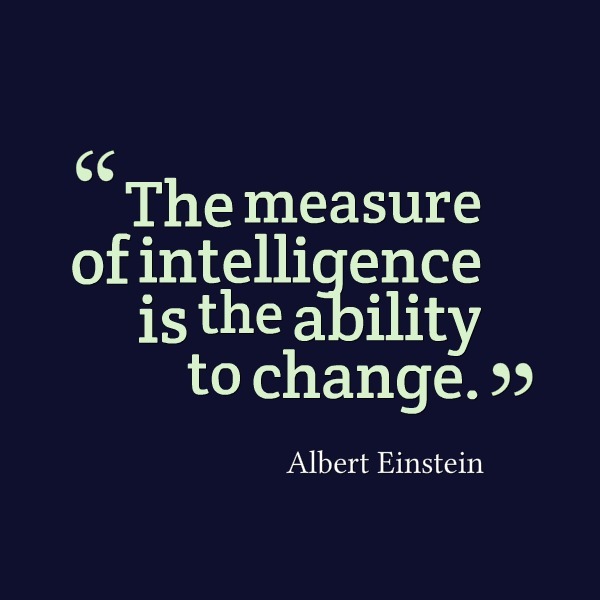 “The measure
of intelligence
is the ability
to change.”
Albert Einstein